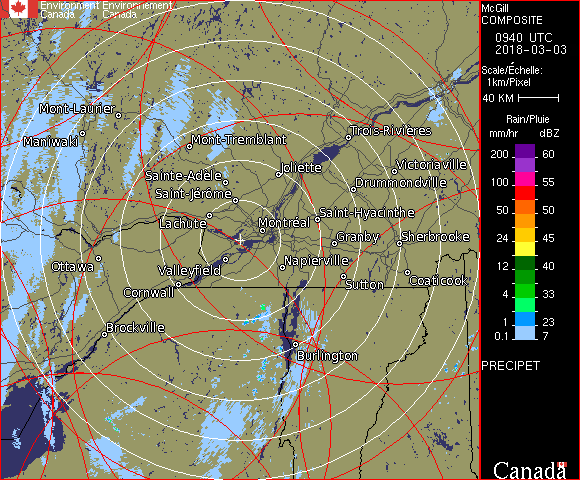 Environment Environnement
Canada Canada
McGill
COMPOSITE
0940 UTC
2018-03-03
Scale/Échelle:
1km/Pixel
40 KM
Rain/Pluie
mm/hr dBZ
200 60
100 55
50 50
24 45
12 40
4 33
1 23
0.1 7
PRECIPET
Mont-Laurier
Maniwaki
Mont-Tremblant
Trois-Rivières
Sainte-Adèle
Joliette
Victoriaville
Saint-Jérôme
Drummondville
Lachute
Montréal
Saint-Hyacinthe
Granby
Sherbrooke
Ottawa
Valleyfield
Napierville
Cornwall
Sutton
Coaticook
Brockville
Burlington
Canada